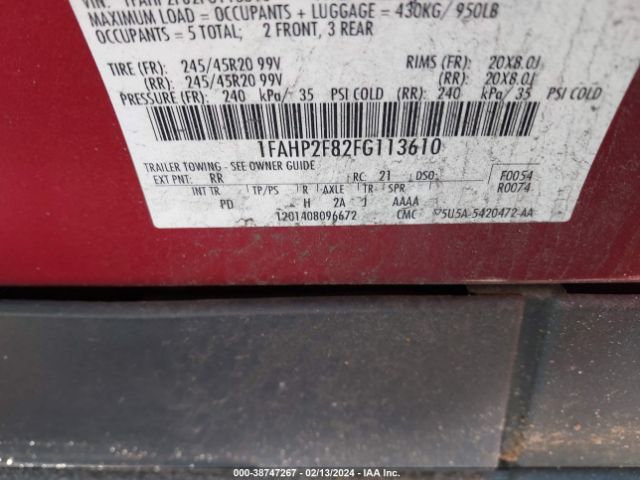 VIN: 1FAHP2F82FG113610
MAXIMUM LOAD = OCCUPANTS + LUGGAGE = 430KG/ 950LB
OCCUPANTS = 5 TOTAL; 2 FRONT, 3 REAR
TIRE (FR): 245/45R20 99V RIMS (FR): 20X8.0J
(RR): 245/45R20 99V (RR): 20X8.0J
PRESSURE (FR): 240 kPa/ 35 PSI COLD (RR): 240 kPa/ 35 PSI COLD
1FAHP2F82FG113610
TRAILER TOWING - SEE OWNER GUIDE
EXT PNT: RR RC: 21 DSO: F0054
INT TR TP/PS R AXLE TR SPR R0074
PD H 2A AAAA
T201408096672 CMC 5U5A-5420472-AA
000-38747267 - 02/13/2024 - IAA Inc.